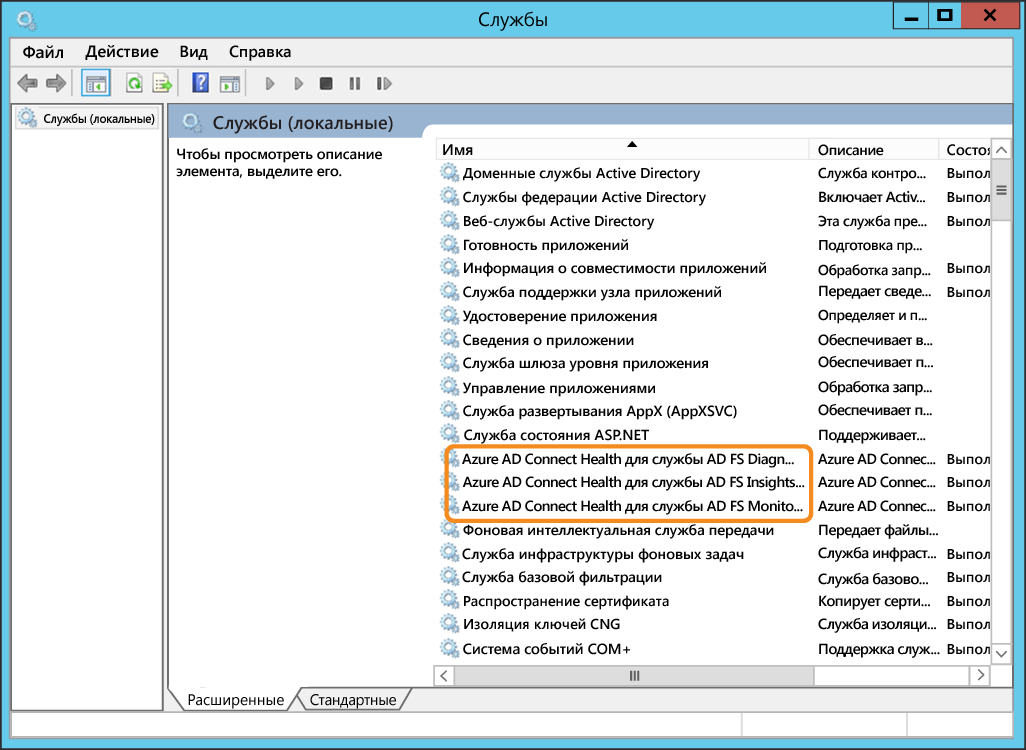 Службы
Файл Действие Вид Справка
Службы (локальные)
Службы (локальные)
Чтобы просмотреть описание
элемента, выделите его.
Имя Описание Состоя
Доменные службы Active Directory Служба контро... Выпол
Службы федерации Active Directory Включает Activ... Выпол
Веб-службы Active Directory Эта служба пре... Выпол
Готовность приложений Подготовка пр...
Информация о совместимости приложений Обработка запр... Выпол
Служба поддержки узла приложений Передает сведе... Выпол
Удостоверение приложения Определяет и п...
Сведения о приложении Обеспечивает в...
Служба шлюза уровня приложения Обеспечивает п...
Управление приложениями Обработка запр...
Служба развертывания AppX (AppXSVC) Обеспечивает п...
Служба состояния ASP.NET Поддерживает...
Azure AD Connect Health для службы AD FS Diagn... Azure AD Connec... Выпол
Azure AD Connect Health для службы AD FS Insights... Azure AD Connec... Выпол
Azure AD Connect Health для службы AD FS Monito... Azure AD Connec... Выпол
Фоновая интеллектуальная служба передачи Передает файлы...
Служба инфраструктуры фоновых задач Служба инфраст... Выпол
Служба базовой фильтрации Служба базово... Выпол
Распространение сертификата Копирует серти... Выпол
Изоляция ключей CNG Служба изоляци... Выпол
Система событий COM+ Поддержка служ... Выпол
Расширенные Стандартные